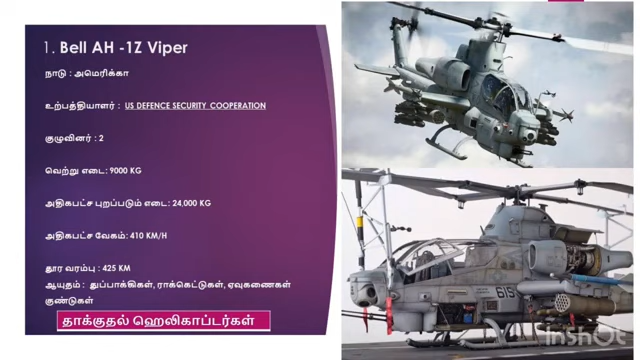 1. Bell AH -1Z Viper
நாடு : அமெரிக்கா
உற்பத்தியாளர் : US DEFENCE SECURITY COOPERATION
குழுவினர் : 2
வெற்று எடை: 9000 KG
அதிகபட்ச புறப்படும் எடை: 24,000 KG
அதிகபட்ச வேகம்: 410 KM/H
தூர வரம்பு : 425 KM
ஆயுதம் : துப்பாக்கிகள், ராக்கெட்டுகள், ஏவுகணைகள்
குண்டுகள்
தாக்குதல் ஹெலிகாப்டர்கள்
615
InShOt